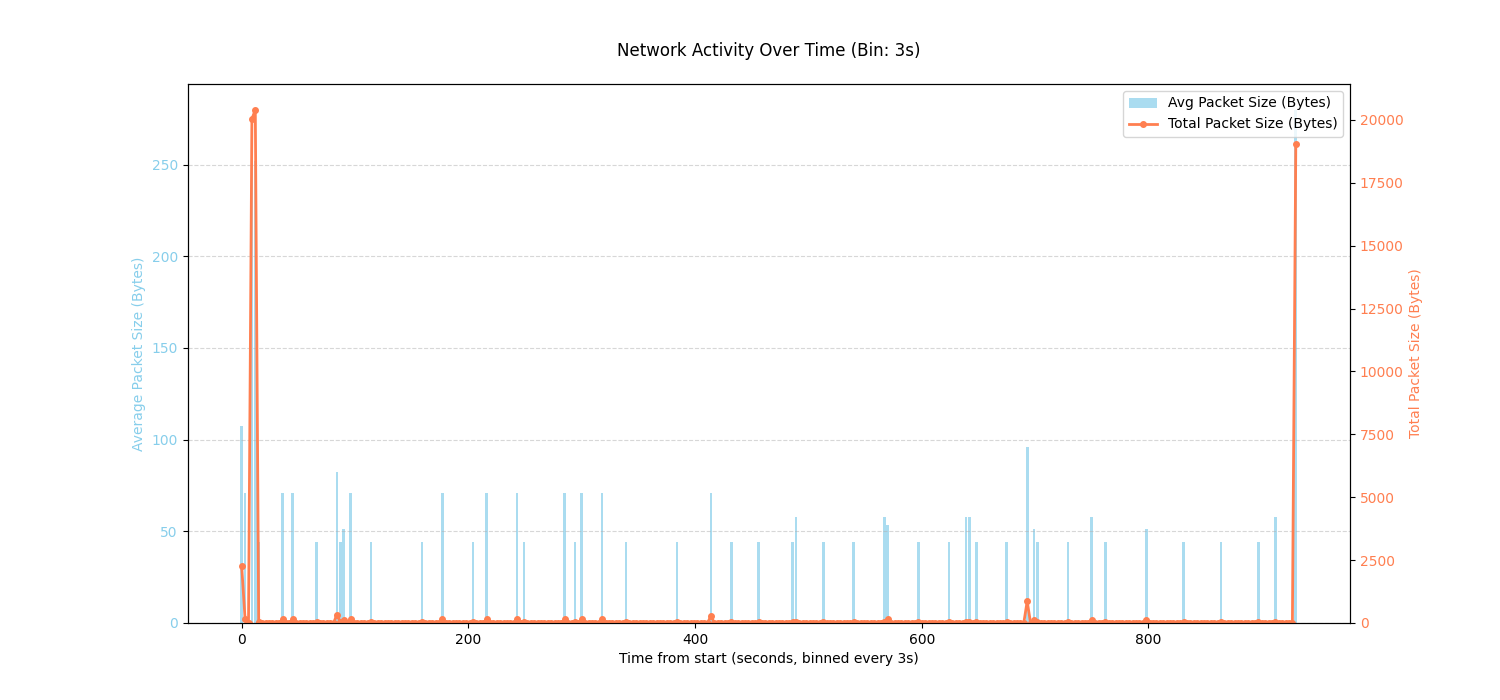 Network Activity Over Time (Bin: 3s)
Avg Packet Size (Bytes)
Total Packet Size (Bytes)
Average Packet Size (Bytes)
250
200
150
100
50
0
20000
17500
15000
12500
10000
7500
5000
2500
0
Total Packet Size (Bytes)
0 200 400 600 800
Time from start (seconds, binned every 3s)